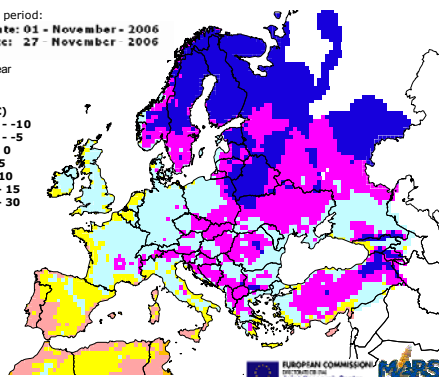 period:
ate: 01 - November - 2006
te: 27 - November - 2006
ear
C)
- -10
- -5
0
5
10
- 15
- 30
EUROPEAN COMMISSION
MARS